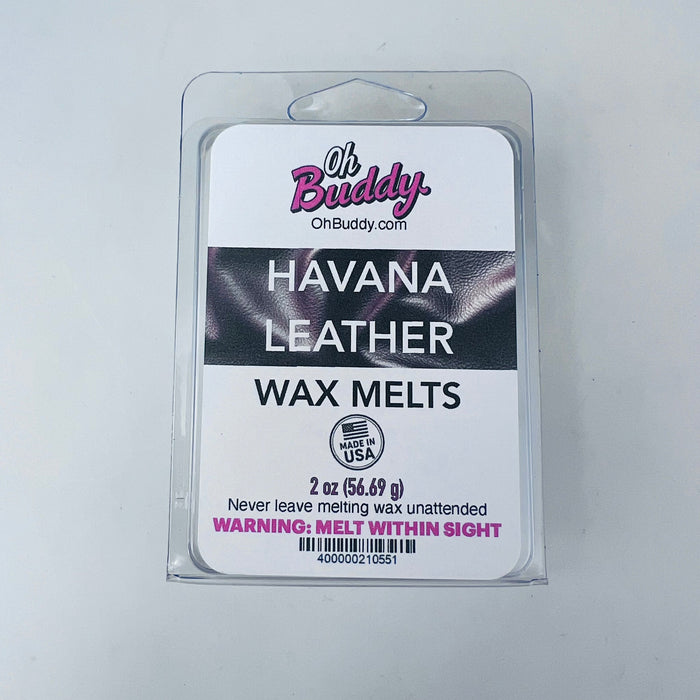 Oh
Buddy.
OhBuddy.com
HAVANA
LEATHER
WAX MELTS
MADE IN
USA
2 oz (56.69 g)
Never leave melting wax unattended
WARNING: MELT WITHIN SIGHT
400000210551